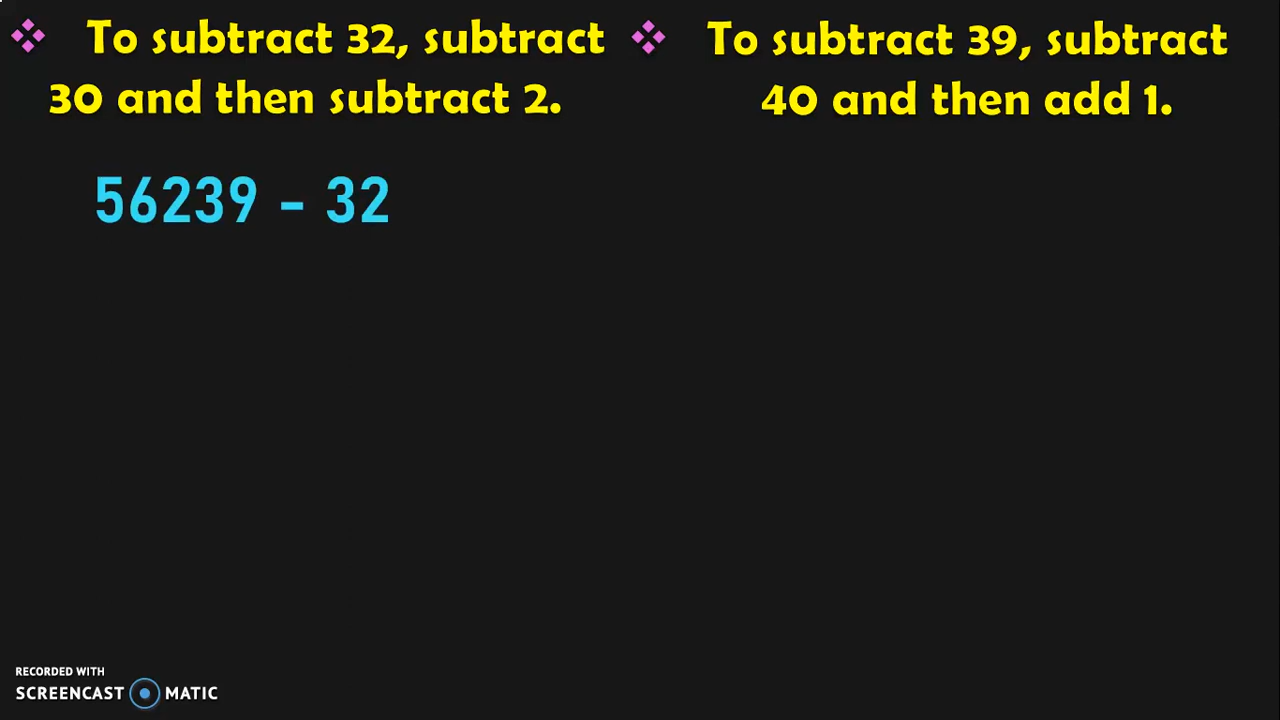 ❖ To subtract 32, subtract
30 and then subtract 2.
❖ To subtract 39, subtract
40 and then add 1.
56239 - 32
RECORDED WITH
SCREENCAST MATIC